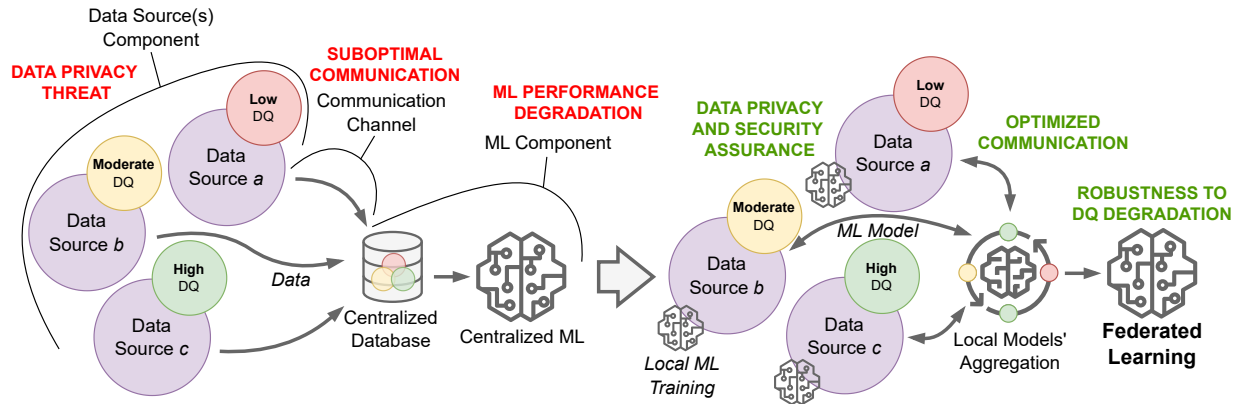 Data Source(s)
Component
DATA PRIVACY
THREAT
SUBOPTIMAL
COMMUNICATION
Communication
Channel
ML PERFORMANCE
DEGRADATION
ML Component
Low
DQ
Data
Source a
Moderate
DQ
Data
Source b
High
DQ
Data
Source c
Data
Centralized
Database
Centralized ML
DATA PRIVACY
AND SECURITY
ASSURANCE
Low
DQ
Data
Source a
OPTIMIZED
COMMUNICATION
Moderate
DQ
Data
Source b
ML Model
High
DQ
Data
Source c
Local ML
Training
Local Models'
Aggregation
ROBUSTNESS TO
DQ DEGRADATION
Federated
Learning